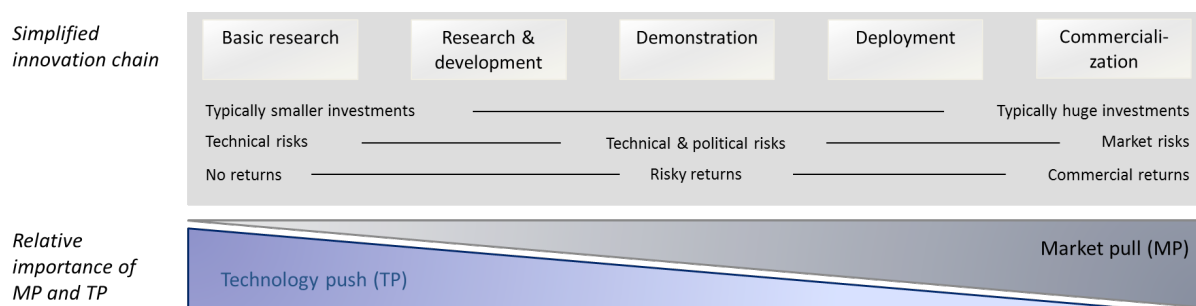 Simplified
innovation chain
Basic research
Research &
development
Demonstration
Deployment
Commerciali-
zation
Typically smaller investments
Typically huge investments
Technical risks
Technical & political risks
Market risks
No returns
Risky returns
Commercial returns
Relative
importance of
MP and TP
Market pull (MP)
Technology push (TP)